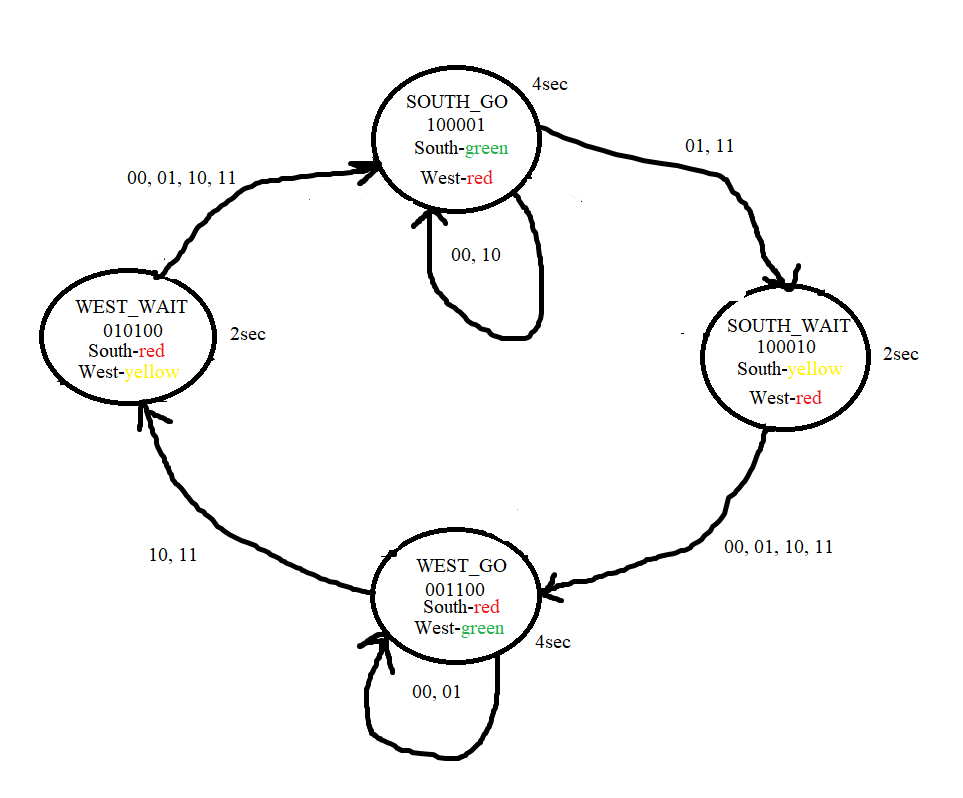 4sec
SOUTH_GO
100001
South-green
West-red
01, 11
00, 01, 10, 11
00, 10
WEST_WAIT
010100
South-red
West-yellow
2sec
SOUTH_WAIT
100010
South-yellow
West-red
2sec
10, 11
00, 01, 10, 11
WEST_GO
001100
South-red
West-green
4sec
00, 01